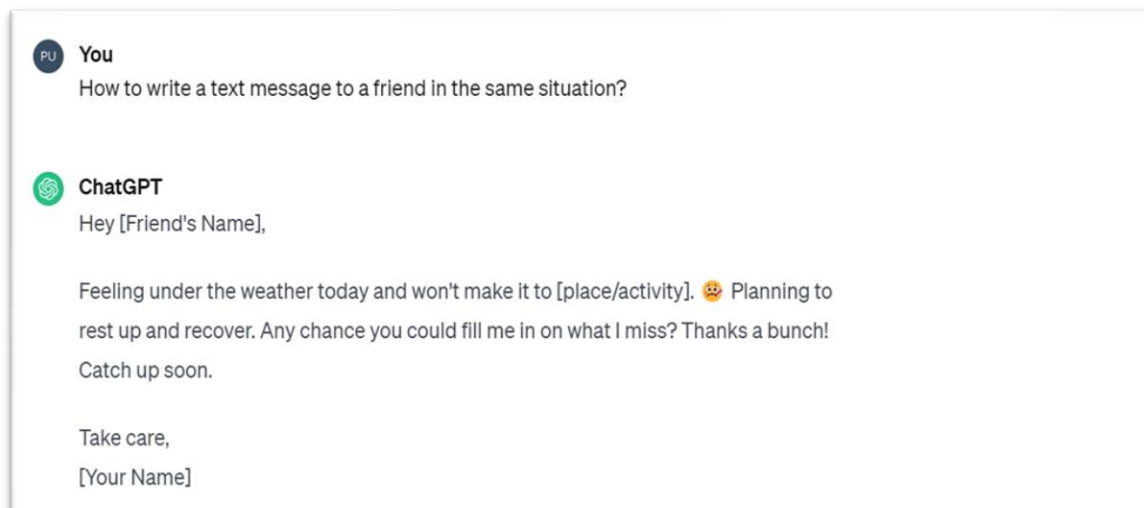 PU
You
How to write a text message to a friend in the same situation?
ChatGPT
Hey [Friend's Name],
Feeling under the weather today and won't make it to [place/activity]. 🤒 Planning to
rest up and recover. Any chance you could fill me in on what I miss? Thanks a bunch!
Catch up soon.
Take care,
[Your Name]